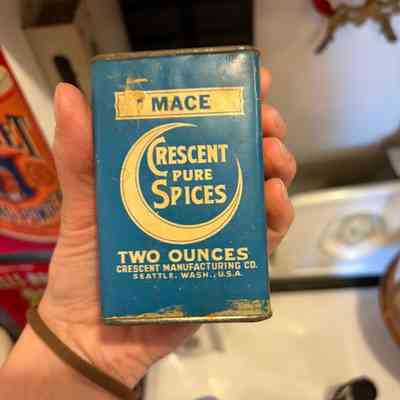 MACE
CRESCENT
PURE
SPICES
TWO OUNCES
CRESCENT MANUFACTURING CO.
SEATTLE, WASH., U.S.A.